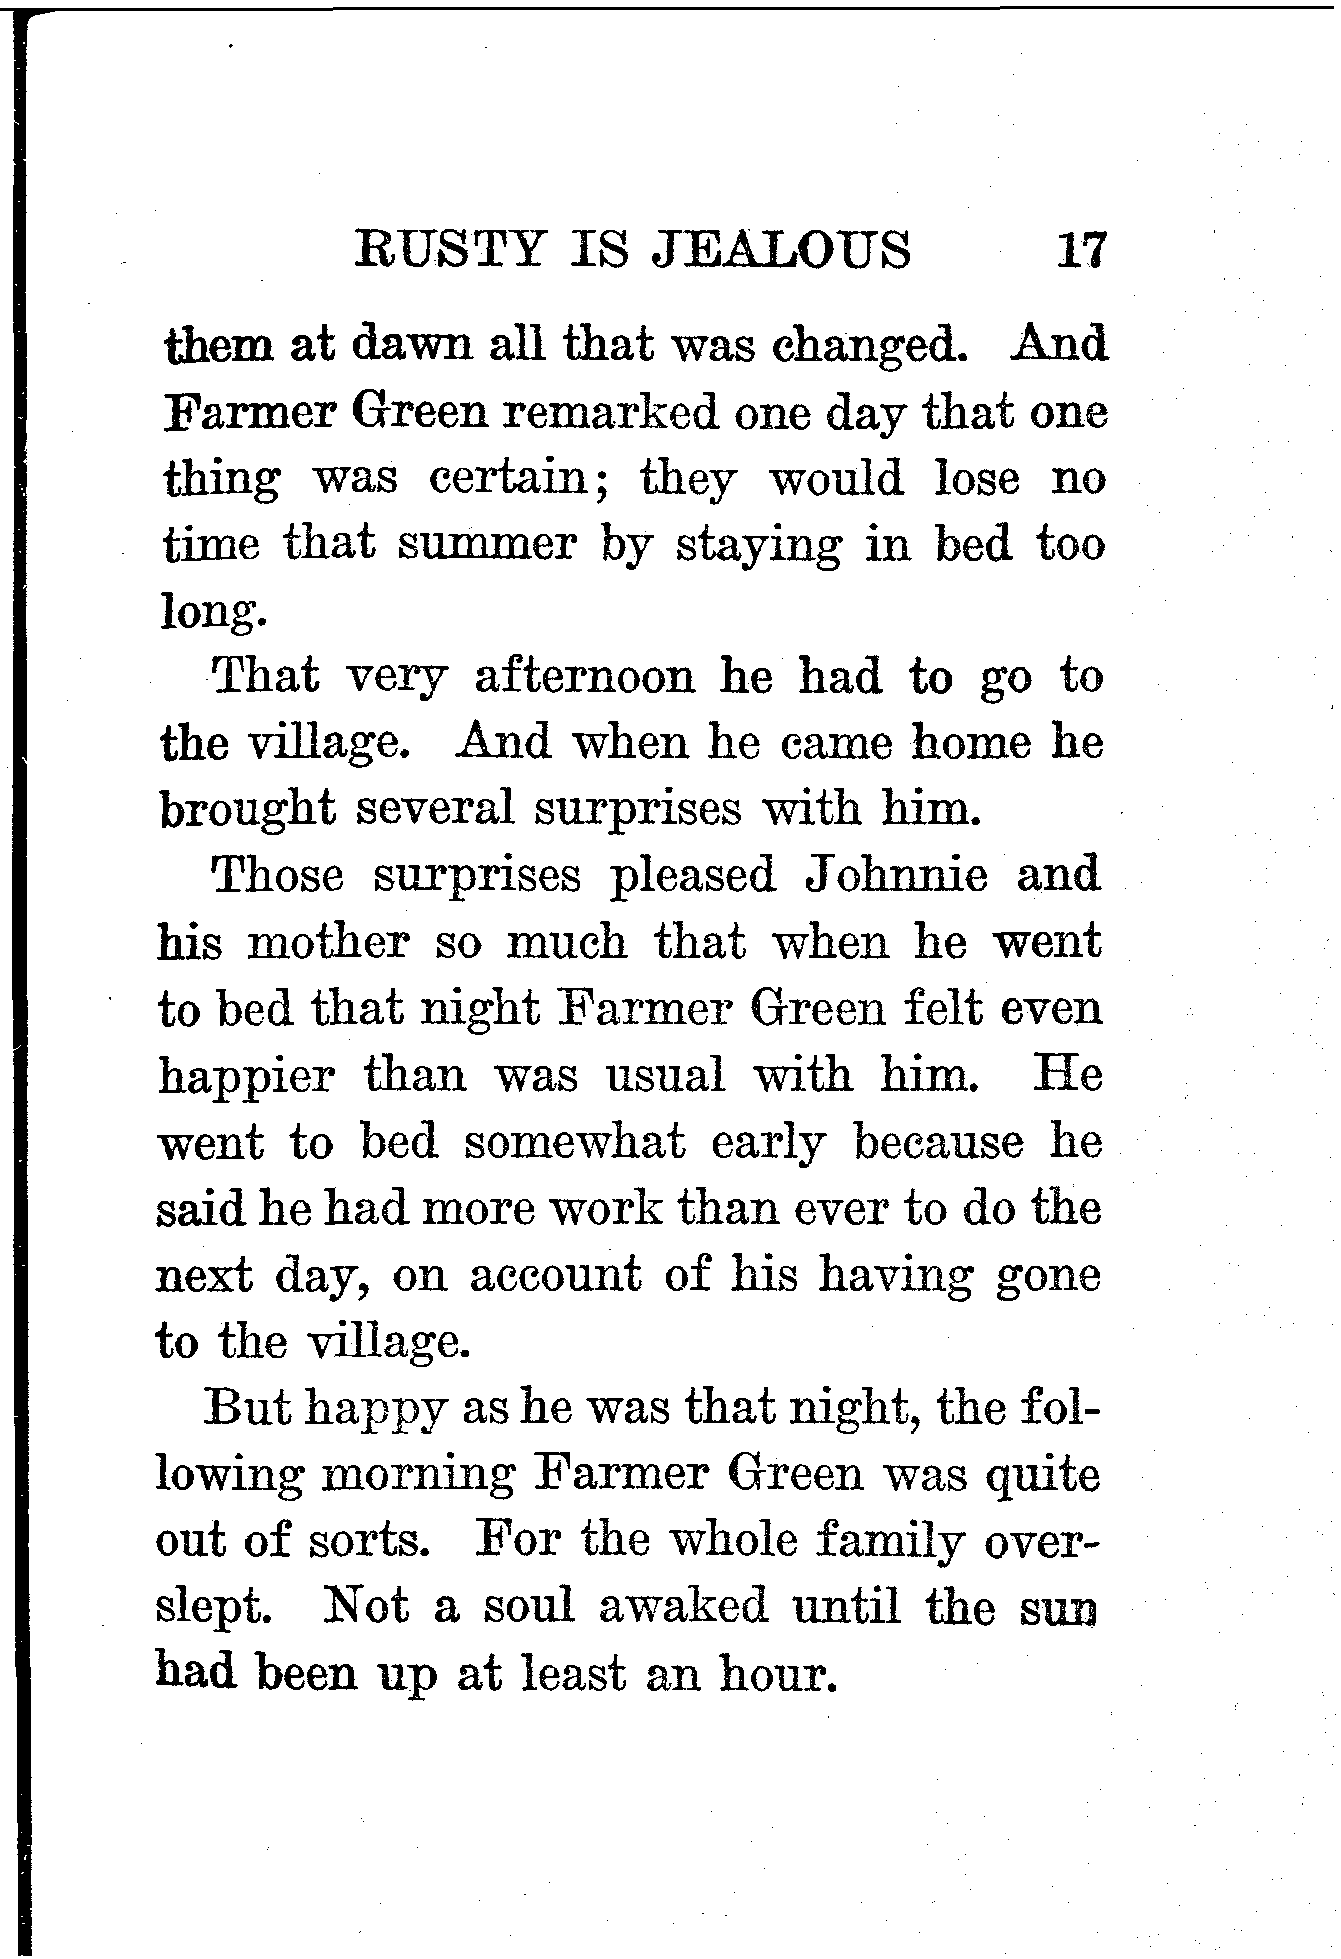 RUSTY IS JEALOUS 17
them at dawn all that was changed. And
Farmer Green remarked one day that one
thing was certain; they would lose no
time that summer by staying in bed too
long.
That very afternoon he had to go to
the village. And when he came home he
brought several surprises with him.
Those surprises pleased Johnnie and
his mother so much that when he went
to bed that night Farmer Green felt even
happier than was usual with him. He
went to bed somewhat early because he
said he had more work than ever to do the
next day, on account of his having gone
to the village.
But happy as he was that night, the fol-
lowing morning Farmer Green was quite
out of sorts. For the whole family over-
slept. Not a soul awaked until the sun
had been up at least an hour.